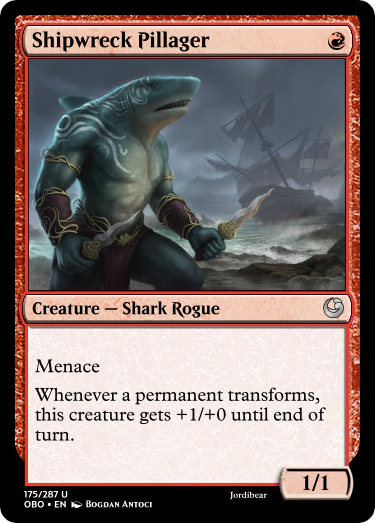 Shipwreck Pillager
Creature — Shark Rogue
Menace
Whenever a permanent transforms,
this creature gets +1/+0 until end of
turn.
1/1
175/287 U
OBO • EN Bogdan Antoci
Jordibear